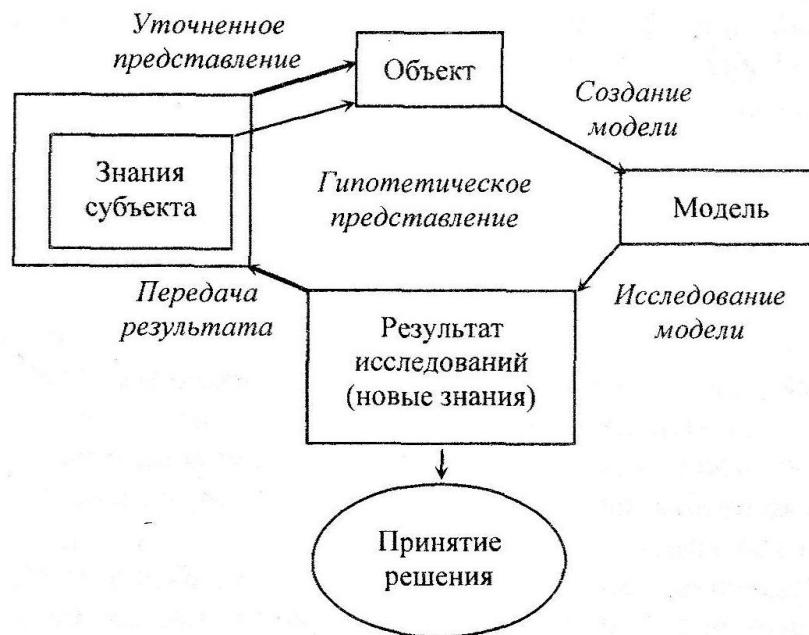 Уточненное
представление
Объект
Создание
модели
Знания
субъекта
Гипотетическое
представление
Модель
Передача
результата
Результат
исследований
(новые знания)
Исследование
модели
Принятие
решения